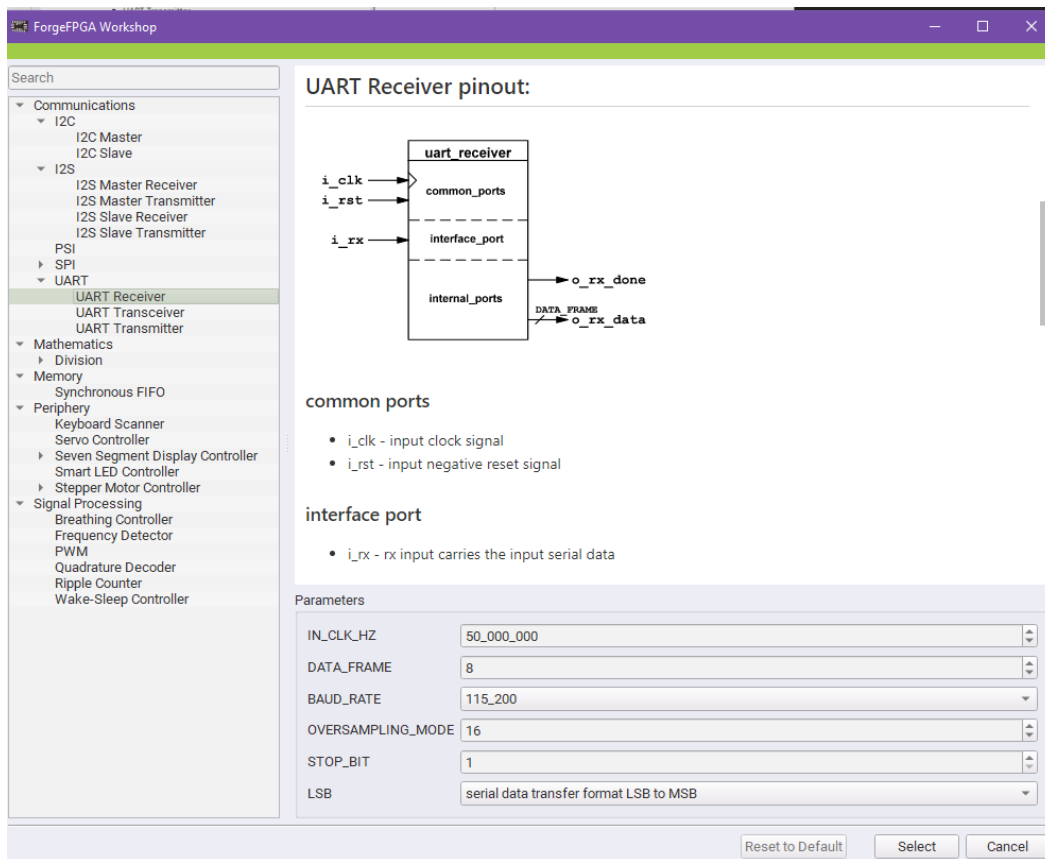 ForgeFPGA Workshop
Search
Communications
I2C
I2C Master
I2C Slave
I2S
I2S Master Receiver
I2S Master Transmitter
I2S Slave Receiver
I2S Slave Transmitter
PSI
SPI
UART
UART Receiver
UART Transceiver
UART Transmitter
Mathematics
Division
Memory
Synchronous FIFO
Periphery
Keyboard Scanner
Servo Controller
Seven Segment Display Controller
Smart LED Controller
Stepper Motor Controller
Signal Processing
Breathing Controller
Frequency Detector
PWM
Quadrature Decoder
Ripple Counter
Wake-Sleep Controller
UART Receiver pinout:
uart_receiver
i_clk
common_ports
i_rst
i_rx
interface_port
o_rx_done
internal_ports
DATA_FRAME
o_rx_data
common ports
• i_clk - input clock signal
• i_rst - input negative reset signal
interface port
• i_rx - rx input carries the input serial data
Parameters
IN_CLK_HZ 50_000_000
DATA_FRAME 8
BAUD_RATE 115_200
OVERSAMPLING_MODE 16
STOP_BIT 1
LSB serial data transfer format LSB to MSB
Reset to Default Select Cancel